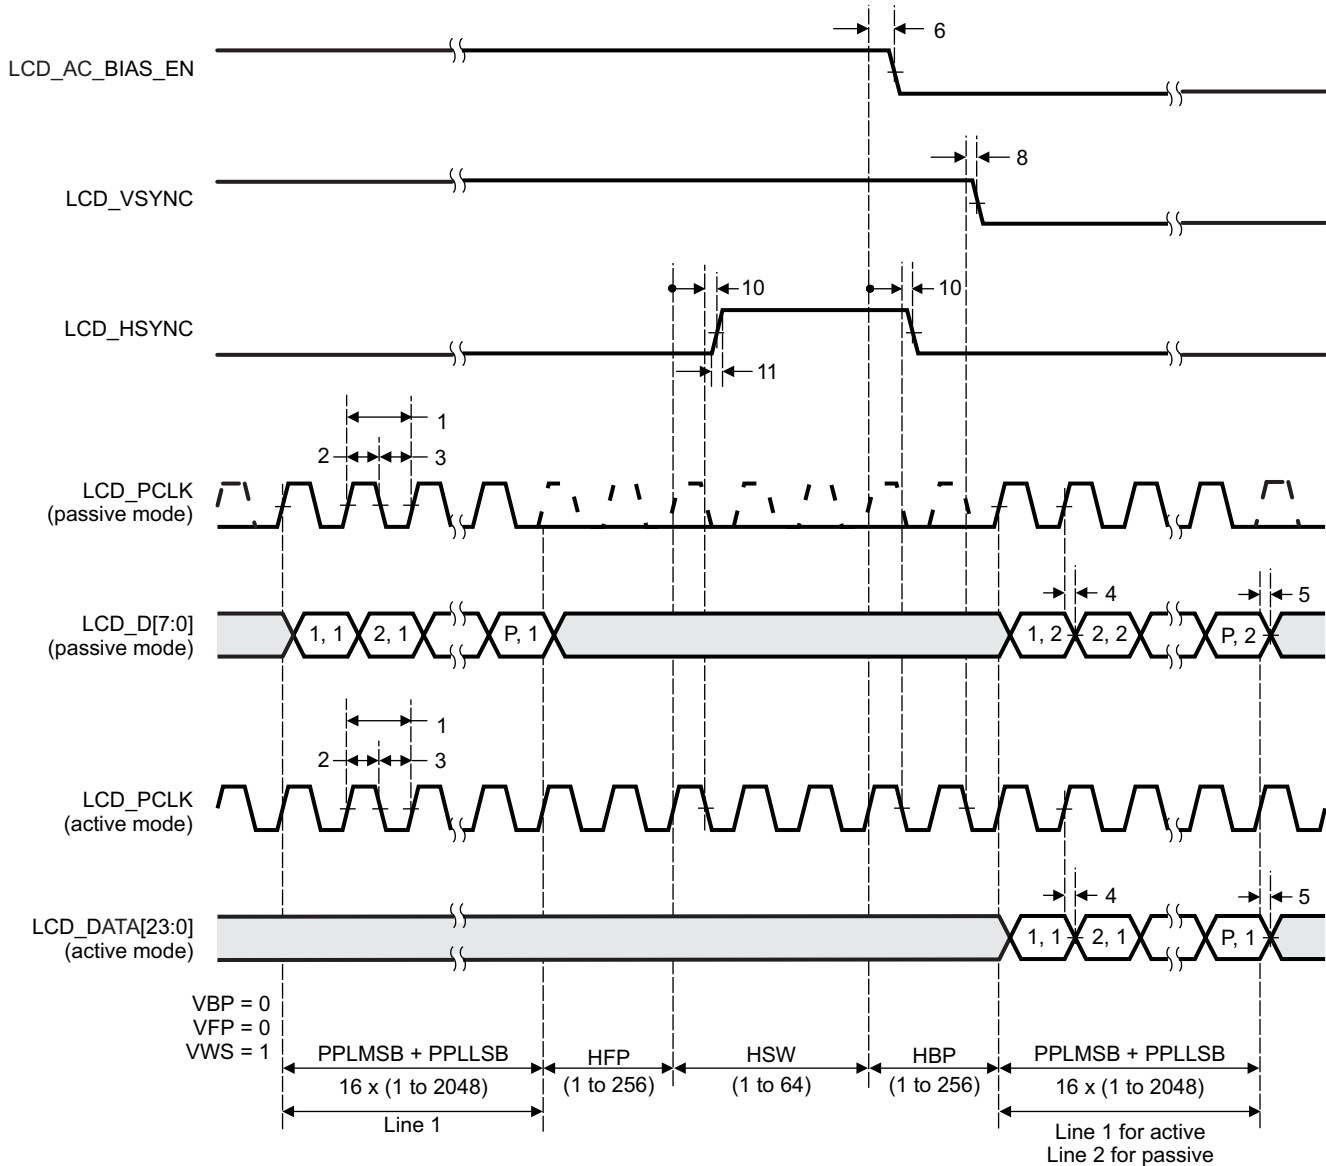 6
LCD_AC_BIAS_EN
8
LCD_VSYNC
10 10
LCD_HSYNC
11
1
2 3
LCD_PCLK
(passive mode)
4 5
LCD_D[7:0]
(passive mode)
1, 1 2, 1 P, 1 1, 2 2, 2 P, 2
1
2 3
LCD_PCLK
(active mode)
4 5
LCD_DATA[23:0]
(active mode)
1, 1 2, 1 P, 1
VBP = 0
VFP = 0
VWS = 1
PPLMSB + PPLLSB HFP HSW HBP PPLMSB + PPLLSB
16 x (1 to 2048) (1 to 256) (1 to 64) (1 to 256) 16 x (1 to 2048)
Line 1
Line 1 for active
Line 2 for passive